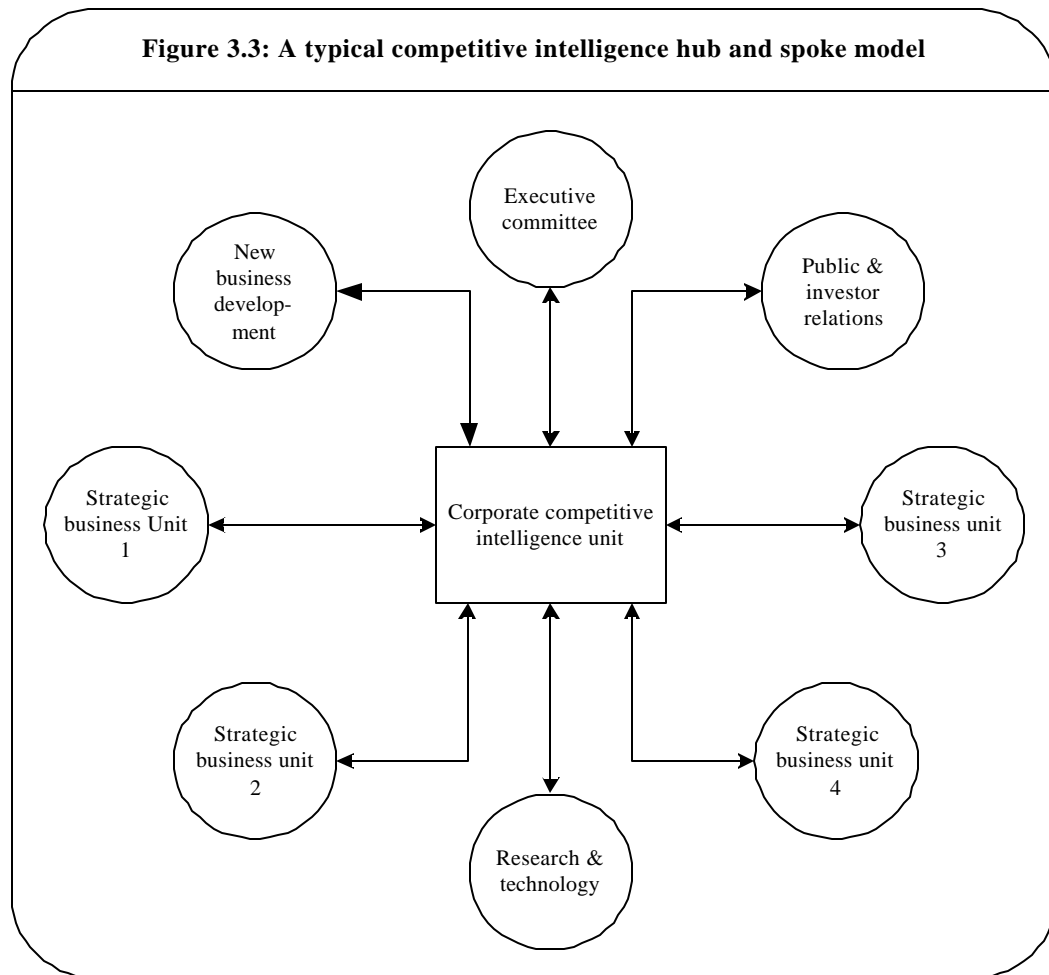 Figure 3.3: A typical competitive intelligence hub and spoke model
Executive
committee
New
business
develop-
ment
Public &
investor
relations
Strategic
business Unit
1
Corporate competitive
intelligence unit
Strategic
business unit
3
Strategic
business unit
2
Strategic
business unit
4
Research &
technology